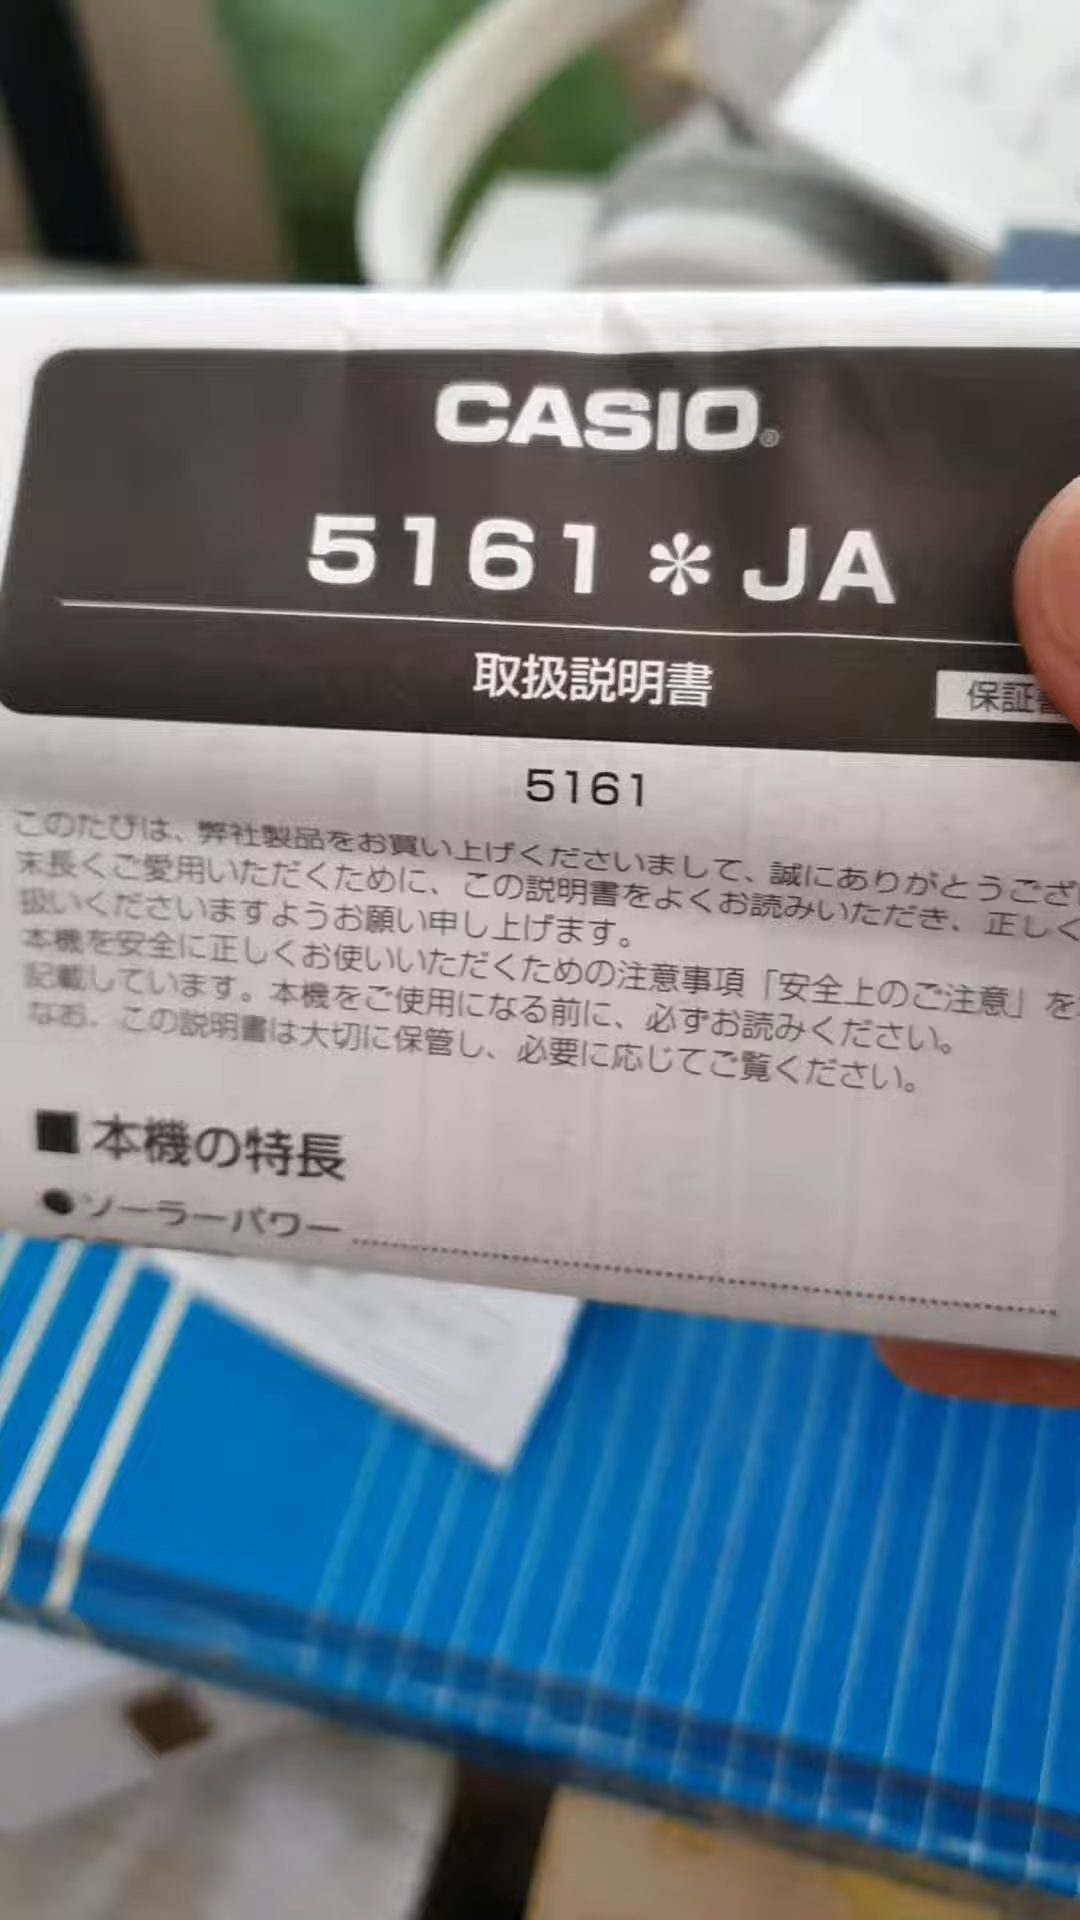 CASIO®
5161＊JA
取扱説明書
保証書
5161
このたびは、弊社製品をお買い上げくださいまして、誠にありがとうござ
末長くご愛用いただくために、この説明書をよくお読みいただき、正しく
扱いくださいますようお願い申し上げます。
本機を安全に正しくお使いいただくための注意事項「安全上のご注意」を
記載しています。本機をご使用になる前に、必ずお読みください。
なお、この説明書は大切に保管し、必要に応じてご覧ください。
■本機の特長
●ソーラーパワー